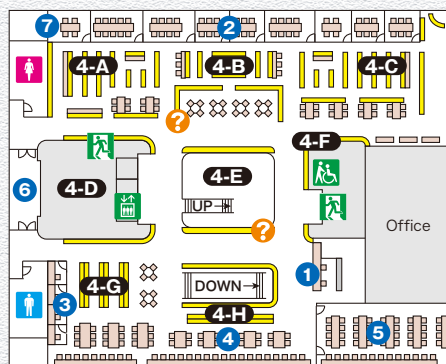 7
2
4-A
4-B
4-C
?
4-F
4-D
4-E
6
UP→
Office
?
1
4-G
DOWN→
3
4-H
4
5